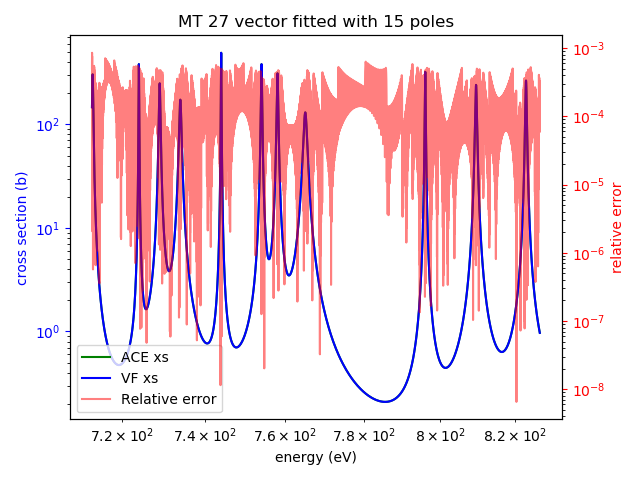 MT 27 vector fitted with 15 poles
cross section (b)
10² 10¹ 10⁰
10⁻³ 10⁻⁴ 10⁻⁵ 10⁻⁶ 10⁻⁷ 10⁻⁸
relative error
ACE xs
VF xs
Relative error
7.2 × 10² 7.4 × 10² 7.6 × 10² 7.8 × 10² 8 × 10² 8.2 × 10²
energy (eV)